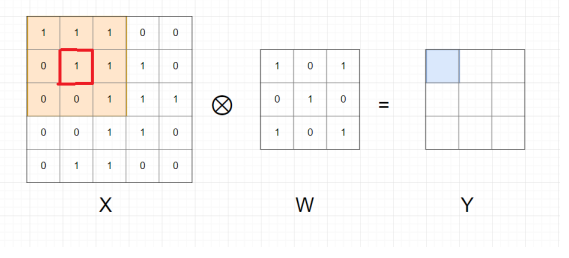 1 1 1 0 0
0 1 1 1 0 1 0 1
0 0 1 1 1 ⊗ 0 1 0 =
0 0 1 1 0 1 0 1
0 1 1 0 0
X W Y